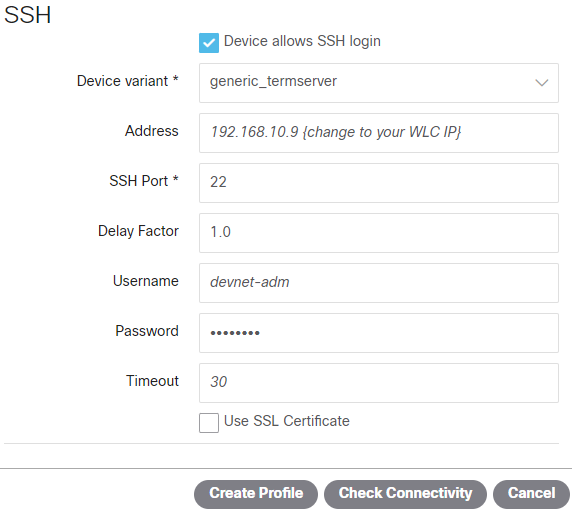 SSH
Device allows SSH login
Device variant * generic_termserver
Address 192.168.10.9 {change to your WLC IP}
SSH Port * 22
Delay Factor 1.0
Username devnet-adm
Password ••••••••
Timeout 30
Use SSL Certificate
Create Profile Check Connectivity Cancel